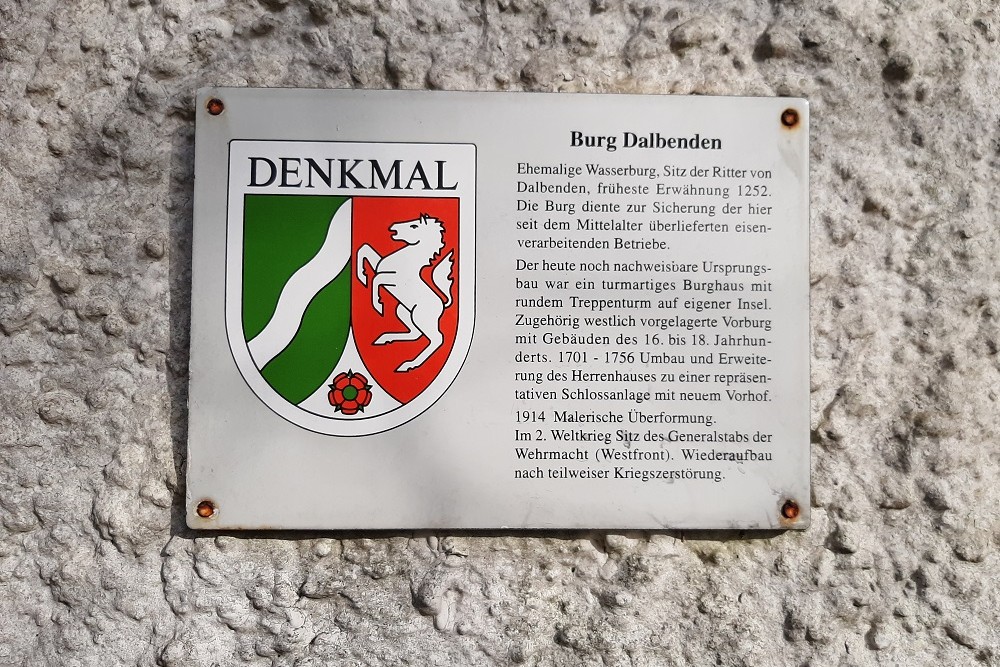 DENKMAL
Burg Dalbenden
Ehemalige Wasserburg, Sitz der Ritter von
Dalbenden, früheste Erwähnung 1252.
Die Burg diente zur Sicherung der hier
seit dem Mittelalter überlieferten eisen-
verarbeitenden Betriebe.
Der heute noch nachweisbare Ursprungs-
bau war ein turmartiges Burghaus mit
rundem Treppenturm auf eigener Insel.
Zugehörig westlich vorgelagerte Vorburg
mit Gebäuden des 16. bis 18. Jahrhun-
derts. 1701 - 1756 Umbau und Erweite-
rung des Herrenhauses zu einer repräsen-
tativen Schlossanlage mit neuem Vorhof.
1914 Malerische Überformung.
Im 2. Weltkrieg Sitz des Generalstabs der
Wehrmacht (Westfront). Wiederaufbau
nach teilweiser Kriegszerstörung.